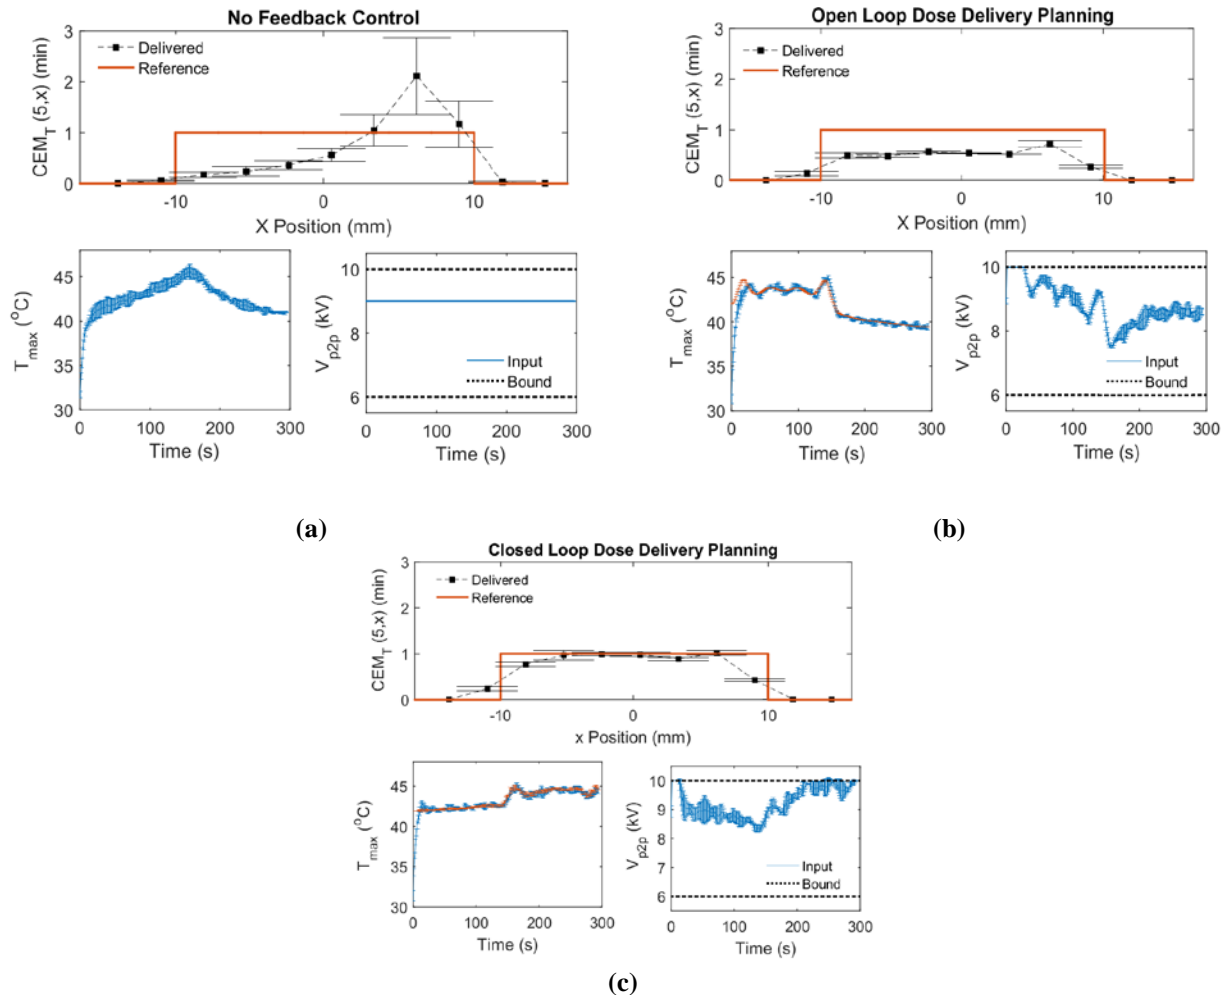 No Feedback Control
3
2
1
0
CEM_T (5,x) (min)
Delivered
Reference
-10
0
10
X Position (mm)
45
40
35
30
T_max (°C)
0
100
200
300
Time (s)
10
8
6
V_p2p (kV)
Input
Bound
0
100
200
300
Time (s)
(a)
Open Loop Dose Delivery Planning
3
2
1
0
CEM_T (5,x) (min)
Delivered
Reference
-10
0
10
X Position (mm)
45
40
35
30
T_max (°C)
0
100
200
300
Time (s)
10
8
6
V_p2p (kV)
Input
Bound
0
100
200
300
Time (s)
(b)
Closed Loop Dose Delivery Planning
3
2
1
0
CEM_T (5,x) (min)
Delivered
Reference
-10
0
10
x Position (mm)
45
42
40
35
30
T_max (°C)
0
100
200
300
Time (s)
10
9
8
7
6
V_p2p (kV)
Input
Bound
0
100
200
300
Time (s)
(c)